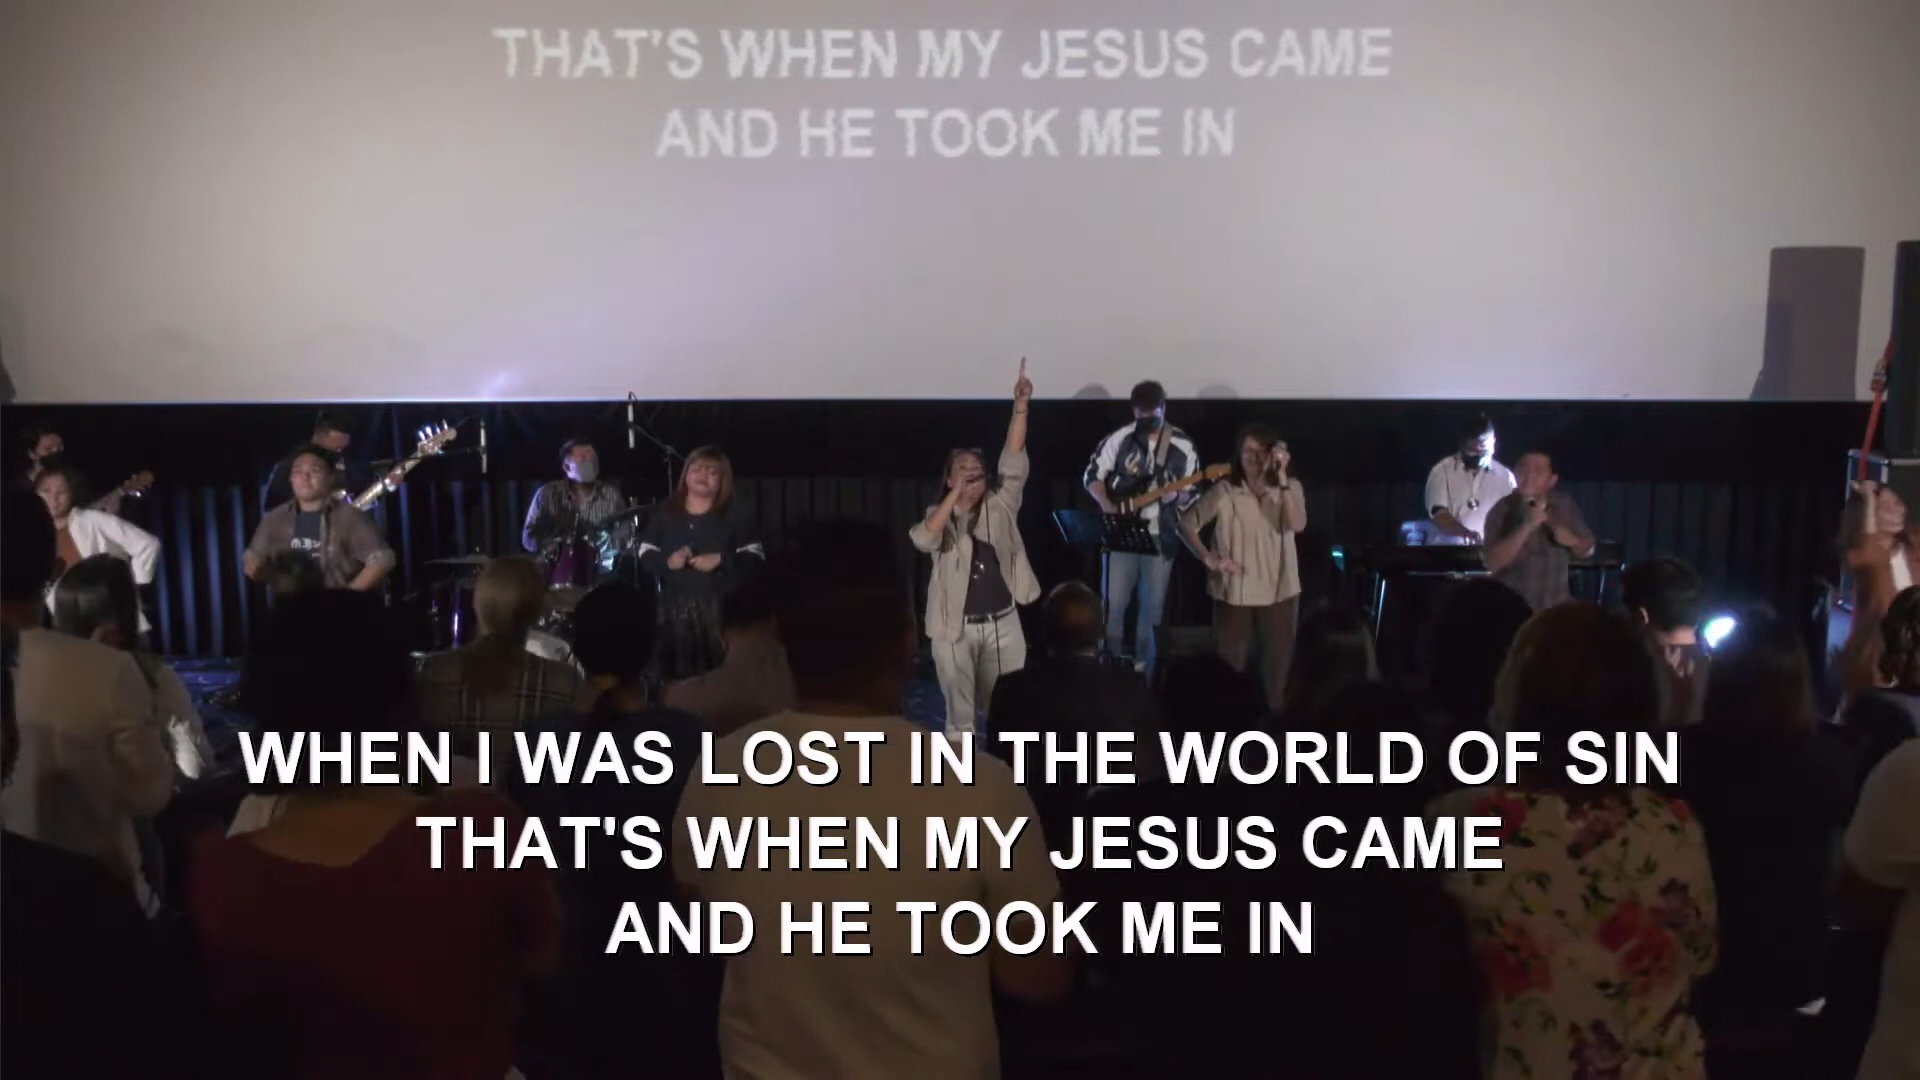 THAT'S WHEN MY JESUS CAME
AND HE TOOK ME IN
WHEN I WAS LOST IN THE WORLD OF SIN
THAT'S WHEN MY JESUS CAME
AND HE TOOK ME IN